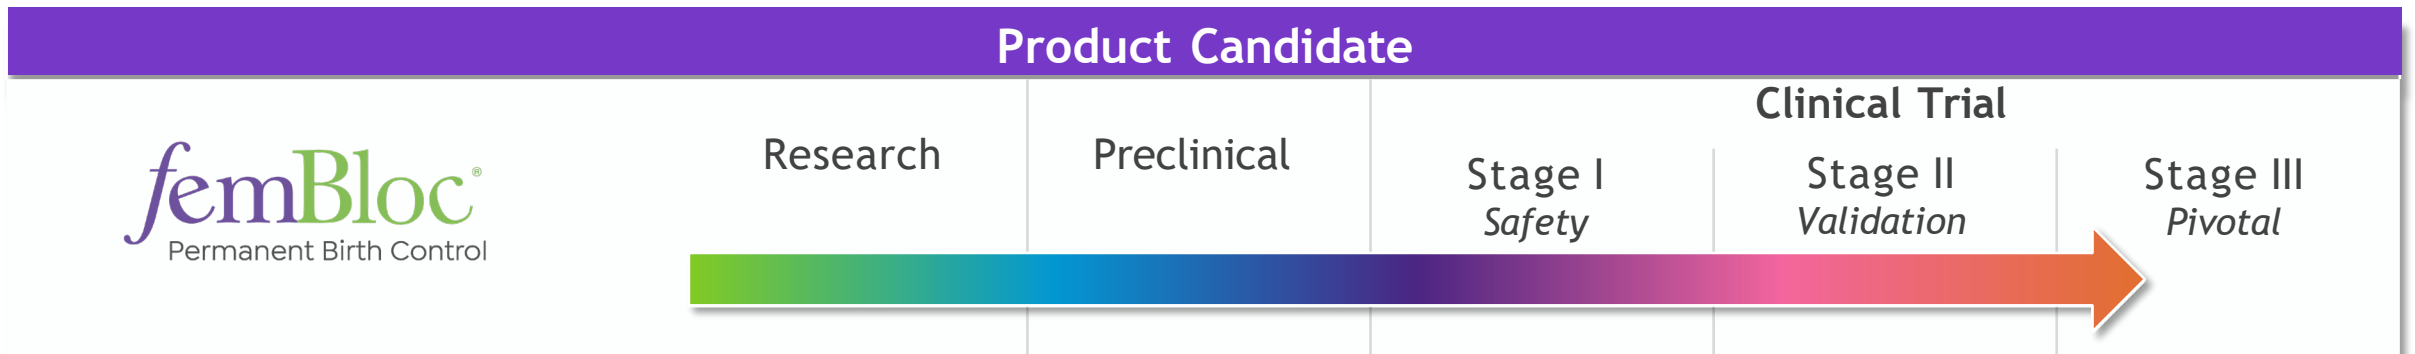 Product Candidate
femBloc®
Permanent Birth Control
Research
Preclinical
Clinical Trial
Stage I
Safety
Stage II
Validation
Stage III
Pivotal